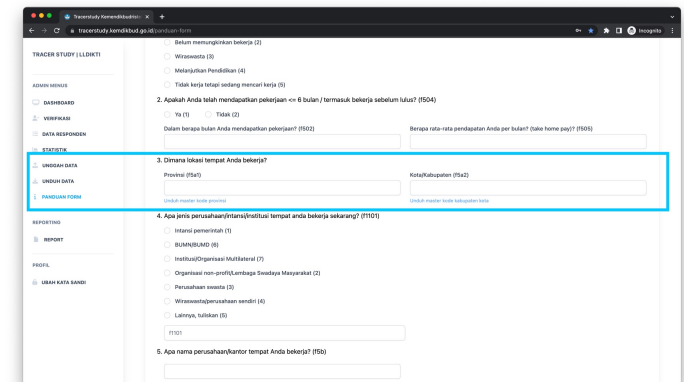 Tracerstudy Kemendikbudristek
tracerstudy.kemdikbud.go.id/panduan-form
Incognito
TRACER STUDY | LLDIKTI
ADMIN MENUS
DASHBOARD
VERIFIKASI
DATA RESPONDEN
STATISTIK
UNGGAH DATA
UNDUH DATA
PANDUAN FORM
REPORTING
REPORT
PROFIL
UBAH KATA SANDI
Belum memungkinkan bekerja (2)
Wiraswasta (3)
Melanjutkan Pendidikan (4)
Tidak kerja tetapi sedang mencari kerja (5)
2. Apakah Anda telah mendapatkan pekerjaan <= 6 bulan / termasuk bekerja sebelum lulus? (f504)
Ya (1) Tidak (2)
Dalam berapa bulan Anda mendapatkan pekerjaan? (f502) Berapa rata-rata pendapatan Anda per bulan? (take home pay)? (f505)
3. Dimana lokasi tempat Anda bekerja?
Provinsi (f5a1) Kota/Kabupaten (f5a2)
Unduh master kode provinsi Unduh master kode kabupaten kota
4. Apa jenis perusahaan/intansi/institusi tempat anda bekerja sekarang? (f1101)
Intansi pemerintah (1)
BUMN/BUMD (6)
Institusi/Organisasi Multilateral (7)
Organisasi non-profit/Lembaga Swadaya Masyarakat (2)
Perusahaan swasta (3)
Wiraswasta/perusahaan sendiri (4)
Lainnya, tuliskan (5)
f1101
5. Apa nama perusahaan/kantor tempat Anda bekerja? (f5b)